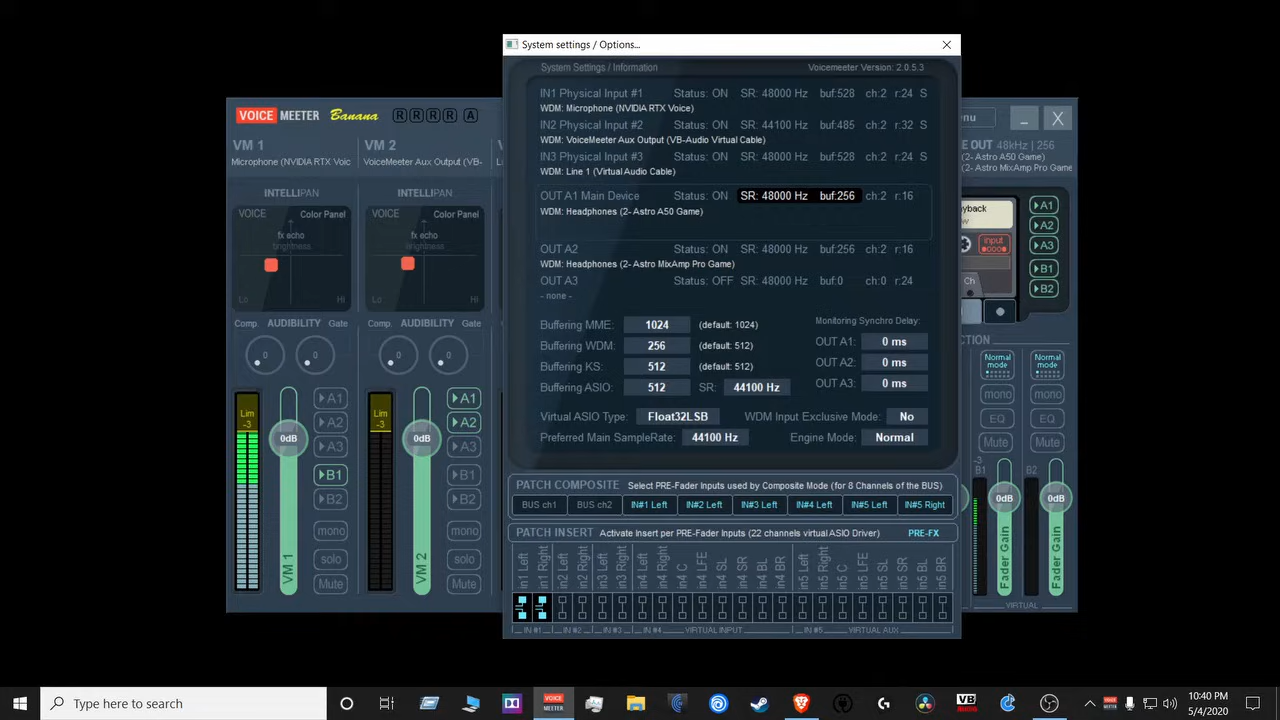 System settings / Options...
System Settings / Information Voicemeeter Version: 2.0.5.3
IN1 Physical Input #1 Status: ON SR: 48000 Hz buf:528 ch:2 r:24 S
WDM: Microphone (NVIDIA RTX Voice)
IN2 Physical Input #2 Status: ON SR: 44100 Hz buf:485 ch:2 r:32 S
WDM: VoiceMeeter Aux Output (VB-Audio Virtual Cable)
IN3 Physical Input #3 Status: ON SR: 48000 Hz buf:528 ch:2 r:24 S
WDM: Line 1 (Virtual Audio Cable)
OUT A1 Main Device Status: ON SR: 48000 Hz buf:256 ch:2 r:16
WDM: Headphones (2- Astro A50 Game)
OUT A2 Status: ON SR: 48000 Hz buf:256 ch:2 r:16
WDM: Headphones (2- Astro MixAmp Pro Game)
OUT A3 Status: OFF SR: 48000 Hz buf:0 ch:0 r:24
- none -
Buffering MME: 1024 (default: 1024)
Buffering WDM: 256 (default: 512)
Buffering KS: 512 (default: 512)
Buffering ASIO: 512 SR: 44100 Hz
Monitoring Synchro Delay:
OUT A1: 0 ms
OUT A2: 0 ms
OUT A3: 0 ms
Virtual ASIO Type: Float32LSB WDM Input Exclusive Mode: No
Preferred Main SampleRate: 44100 Hz Engine Mode: Normal
PATCH COMPOSITE Select PRE-Fader Inputs used by Composite Mode (for 8 Channels of the BUS)
BUS ch1 BUS ch2 IN#1 Left IN#2 Left IN#3 Left IN#4 Left IN#5 Left IN#5 Right
PATCH INSERT Activate Insert per PRE-Fader Inputs (22 channels virtual ASIO Driver) PRE-FX
in1 Left in1 Right in2 Left in2 Right in3 Left in3 Right in4 Left in4 Right in4 C in4 LFE in4 SL in4 SR in4 BL in4 BR in5 Left in5 Right in5 C in5 LFE in5 SL in5 SR in5 BL in5 BR
IN #1 IN #2 IN #3 IN #4 VIRTUAL INPUT IN #5 VIRTUAL AUX
VOICE MEETER Banana R R R R A
VM 1 VM 2
Microphone (NVIDIA RTX Voic VoiceMeeter Aux Output (VB-
INTELLIPAN INTELLIPAN
VOICE Color Panel VOICE Color Panel
fx echo fx echo
brightness brightness
Lo Hi Lo Hi
Comp. AUDIBILITY Gate Comp. AUDIBILITY Gate
0 0 0 0
Lim
-3
0dB
A1
A2
A3
B1
B2
mono
solo
Mute
VM 1
Lim
-3
0dB
A1
A2
A3
B1
B2
mono
solo
Mute
VM 2
nu _ X
E OUT 48kHz | 256
(2- Astro A50 Game)
(2- Astro MixAmp Pro Game
yback
input
Ch
A1
A2
A3
B1
B2
CTION
Normal mode Normal mode
mono mono
EQ EQ
Mute Mute
-3
B1 B2
0dB 0dB
Fader Gain Fader Gain
VIRTUAL
Type here to search
VOICE MEETER
VB AUDIO
10:40 PM
5/4/2020